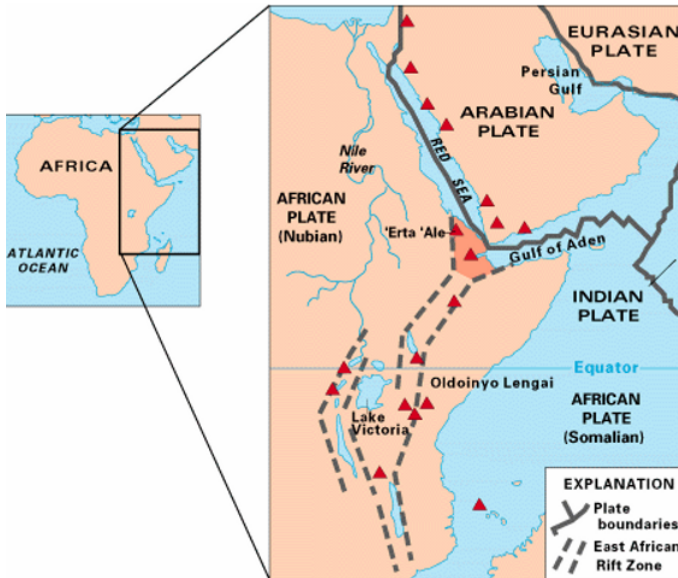 AFRICA
ATLANTIC
OCEAN
EURASIAN
PLATE
Persian
Gulf
ARABIAN
PLATE
Nile
River
RED SEA
AFRICAN
PLATE
(Nubian)
'Erta 'Ale
Gulf of Aden
INDIAN
PLATE
Equator
Oldoinyo Lengai
Lake
Victoria
AFRICAN
PLATE
(Somalian)
EXPLANATION
Plate
boundaries
East African
Rift Zone